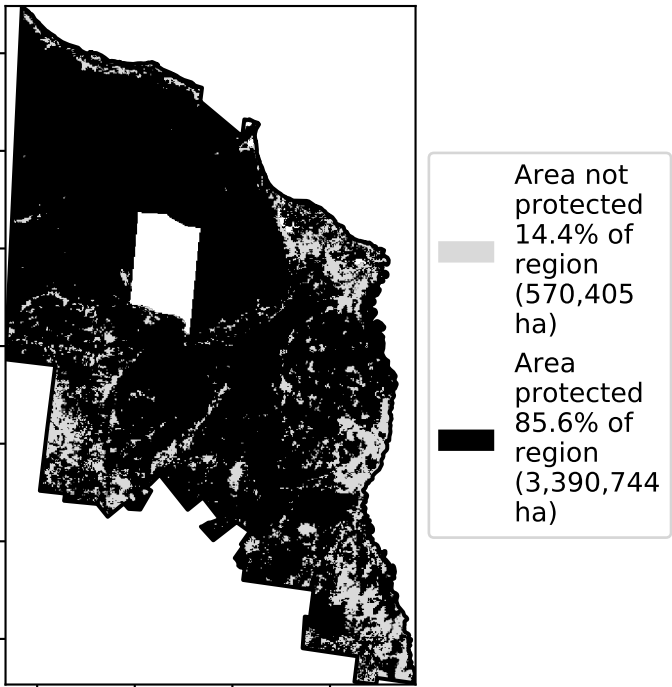 Area not
protected
14.4% of
region
(570,405
ha)
Area
protected
85.6% of
region
(3,390,744
ha)